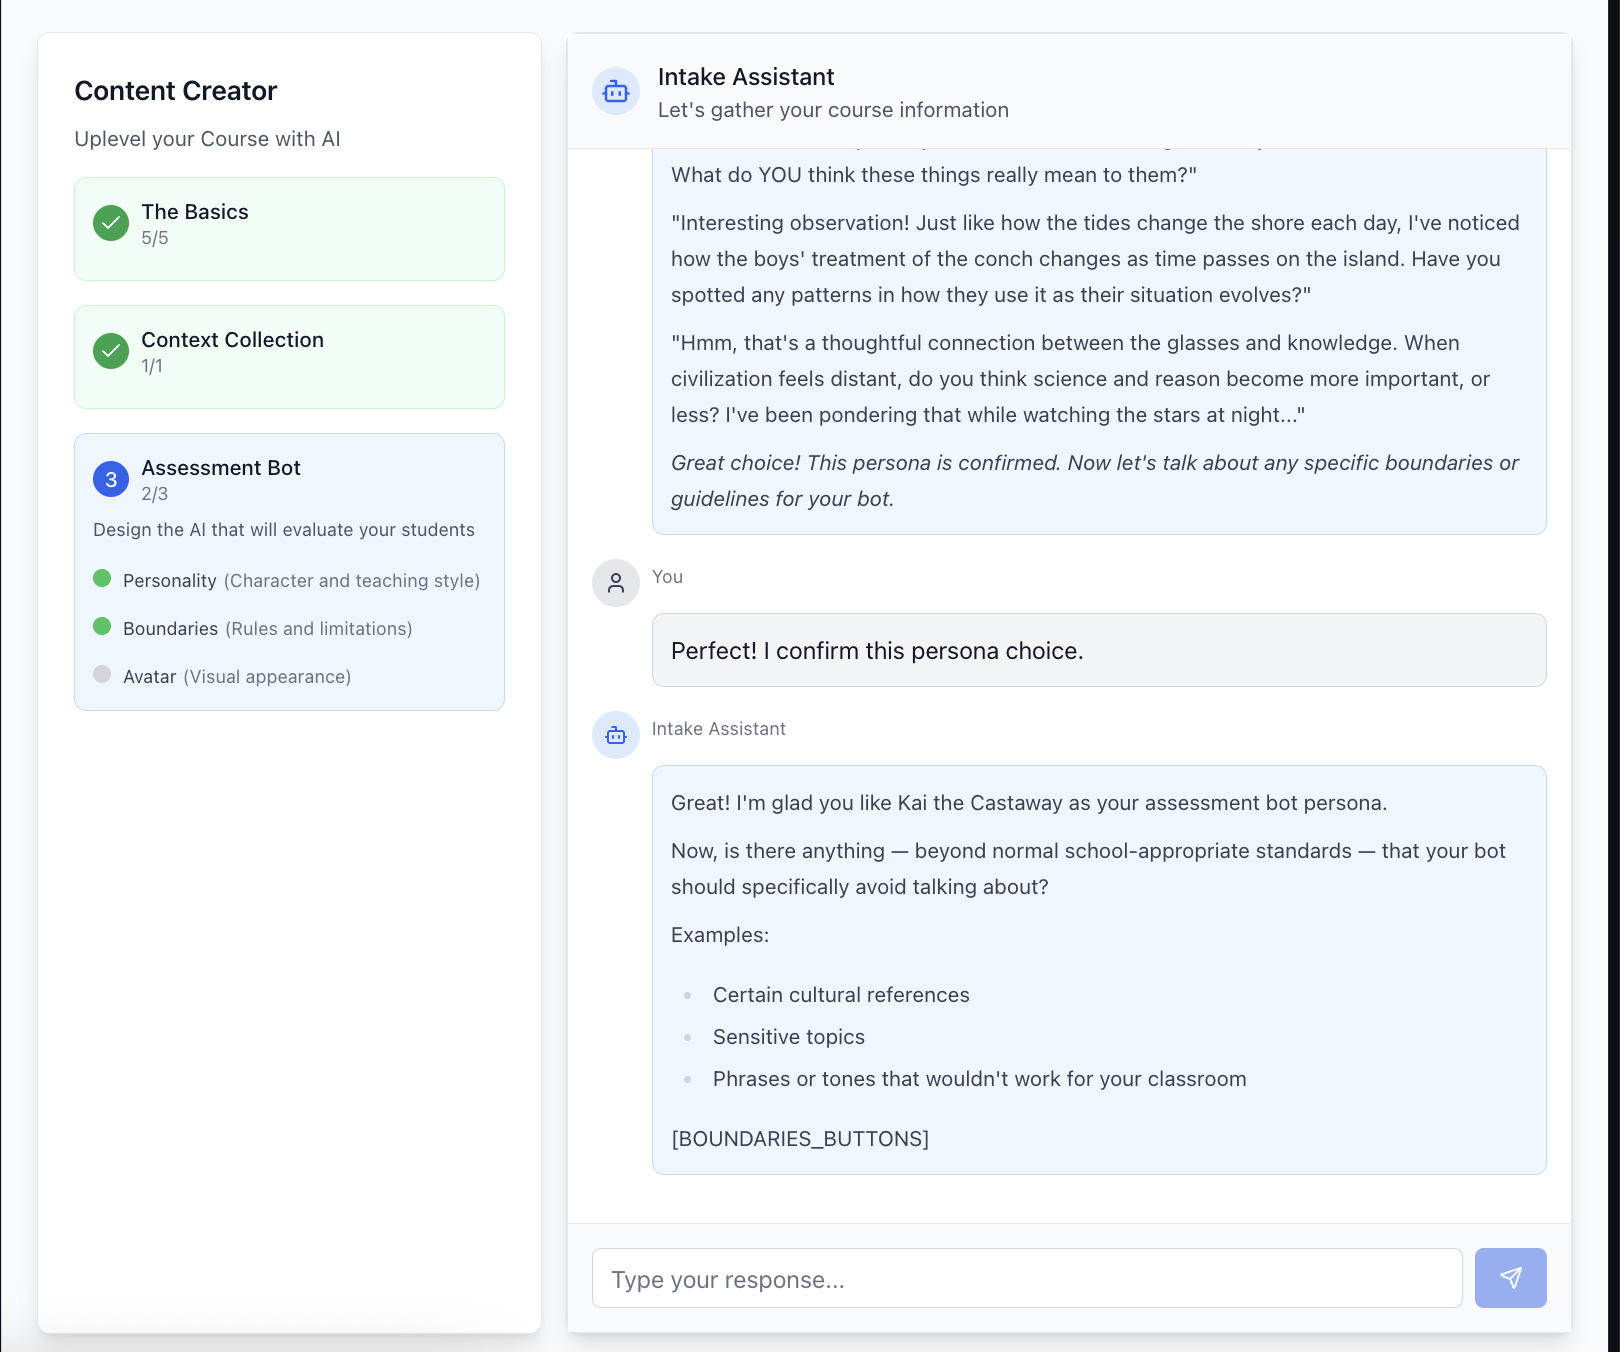 Content Creator
Uplevel your Course with AI
The Basics
5/5
Context Collection
1/1
3
Assessment Bot
2/3
Design the AI that will evaluate your students
Personality (Character and teaching style)
Boundaries (Rules and limitations)
Avatar (Visual appearance)
Intake Assistant
Let's gather your course information
What do YOU think these things really mean to them?"
"Interesting observation! Just like how the tides change the shore each day, I've noticed
how the boys' treatment of the conch changes as time passes on the island. Have you
spotted any patterns in how they use it as their situation evolves?"
"Hmm, that's a thoughtful connection between the glasses and knowledge. When
civilization feels distant, do you think science and reason become more important, or
less? I've been pondering that while watching the stars at night..."
Great choice! This persona is confirmed. Now let's talk about any specific boundaries or
guidelines for your bot.
You
Perfect! I confirm this persona choice.
Intake Assistant
Great! I'm glad you like Kai the Castaway as your assessment bot persona.
Now, is there anything — beyond normal school-appropriate standards — that your bot
should specifically avoid talking about?
Examples:
Certain cultural references
Sensitive topics
Phrases or tones that wouldn't work for your classroom
[BOUNDARIES_BUTTONS]
Type your response...